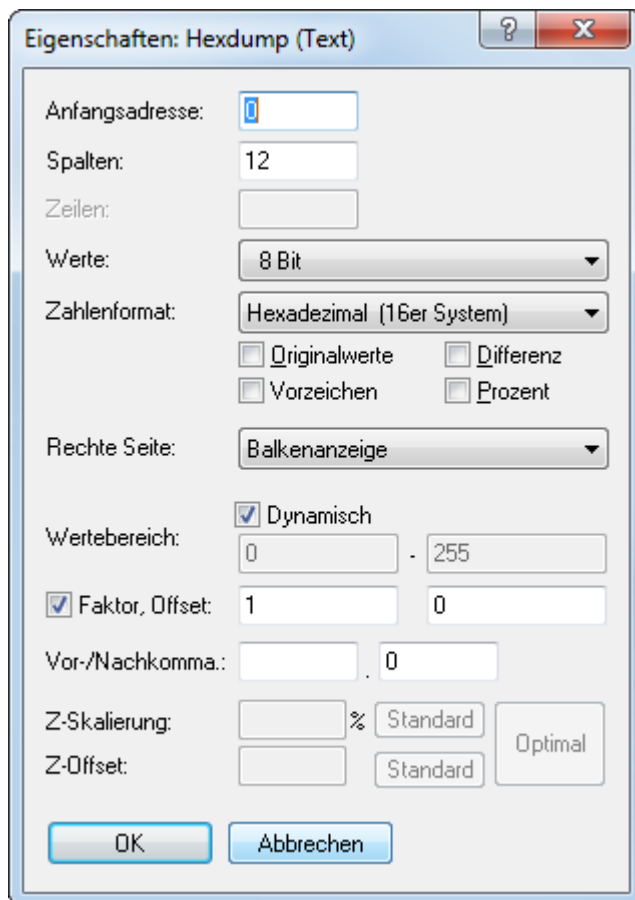 Eigenschaften: Hexdump (Text)
Anfangsadresse: 0
Spalten: 12
Zeilen:
Werte: 8 Bit
Zahlenformat: Hexadezimal (16er System)
Originalwerte Differenz
Vorzeichen Prozent
Rechte Seite: Balkenanzeige
Dynamisch
Wertebereich: 0 - 255
Faktor, Offset: 1 0
Vor-/Nachkomma.: . 0
Z-Skalierung: % Standard
Optimal
Z-Offset: Standard
OK Abbrechen